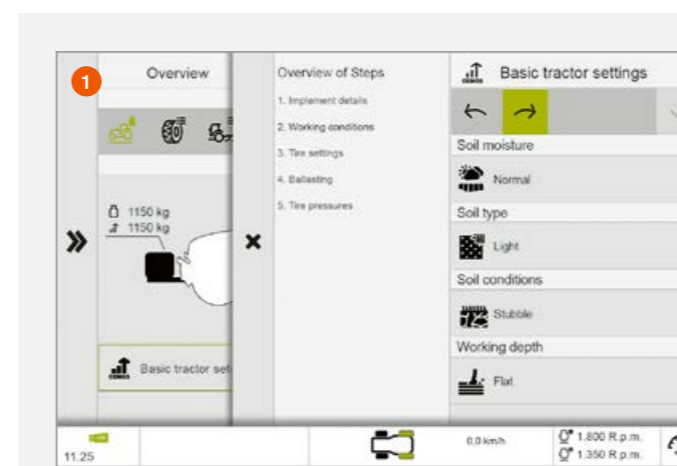 1
Overview
1150 kg
1150 kg
Basic tractor set
Overview of Steps
1. Implement details
2. Working conditions
3. Tire settings
4. Ballasting
5. Tire pressures
Basic tractor settings
Soil moisture
Normal
Soil type
Light
Soil conditions
Stubble
Working depth
Flat
11.25
0,0 km/h
1.800 R.p.m.
1.350 R.p.m.